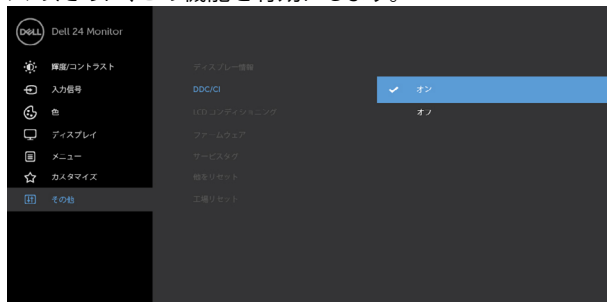 DELL Dell 24 Monitor
輝度/コントラスト
入力信号
色
ディスプレイ
メニュー
カスタマイズ
その他
ディスプレー情報
DDC/CI
LCD コンディショニング
ファームウェア
サービスタグ
他をリセット
工場リセット
オン
オフ